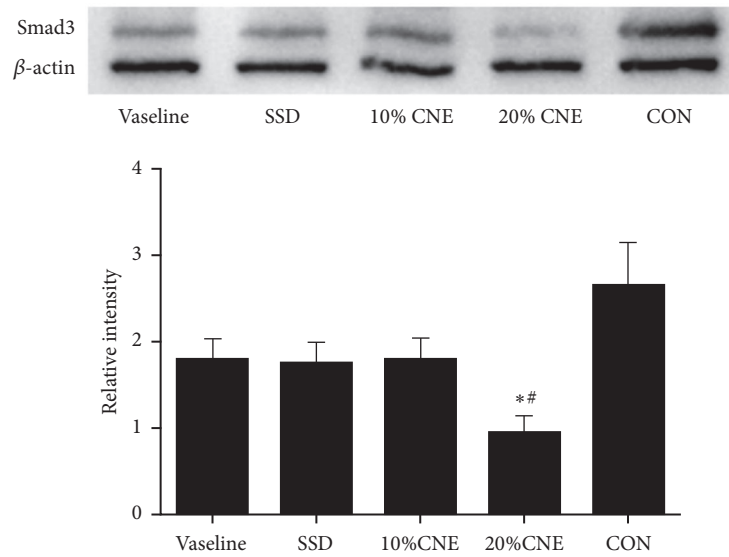 Smad3
β-actin
Vaseline SSD 10% CNE 20% CNE CON
4
3
2
1
0
Relative intensity
*#
Vaseline SSD 10%CNE 20%CNE CON